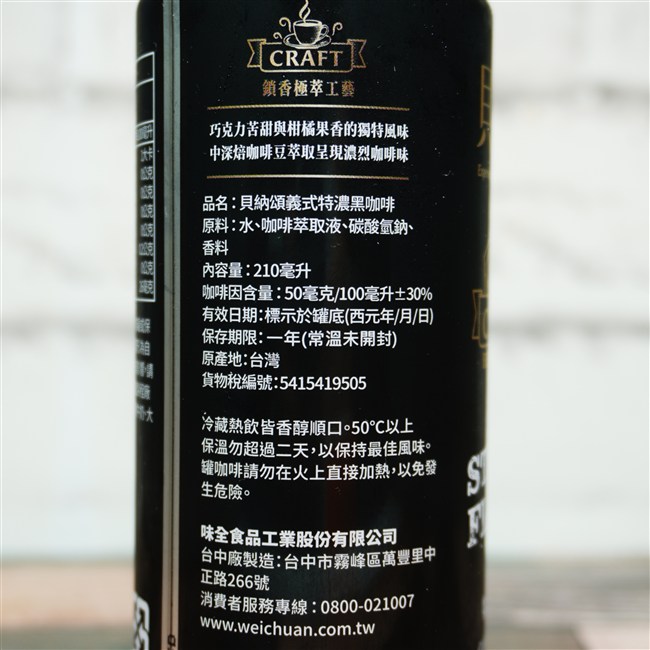 CRAFT
鎖香極萃工藝
巧克力苦甜與柑橘果香的獨特風味
中深焙咖啡豆萃取呈現濃烈咖啡味
品名：貝納頌義式特濃黑咖啡
原料：水、咖啡萃取液、碳酸氫鈉、
香料
內容量：210毫升
咖啡因含量：50毫克/100毫升±30%
有效日期：標示於罐底(西元年/月/日)
保存期限：一年(常溫未開封)
原產地：台灣
貨物稅編號：5415419505
冷藏熱飲皆香醇順口。50℃以上
保溫勿超過二天，以保持最佳風味。
罐咖啡請勿在火上直接加熱，以免發
生危險。
味全食品工業股份有限公司
台中廠製造：台中市霧峰區萬豐里中
正路266號
消費者服務專線：0800-021007
www.weichuan.com.tw